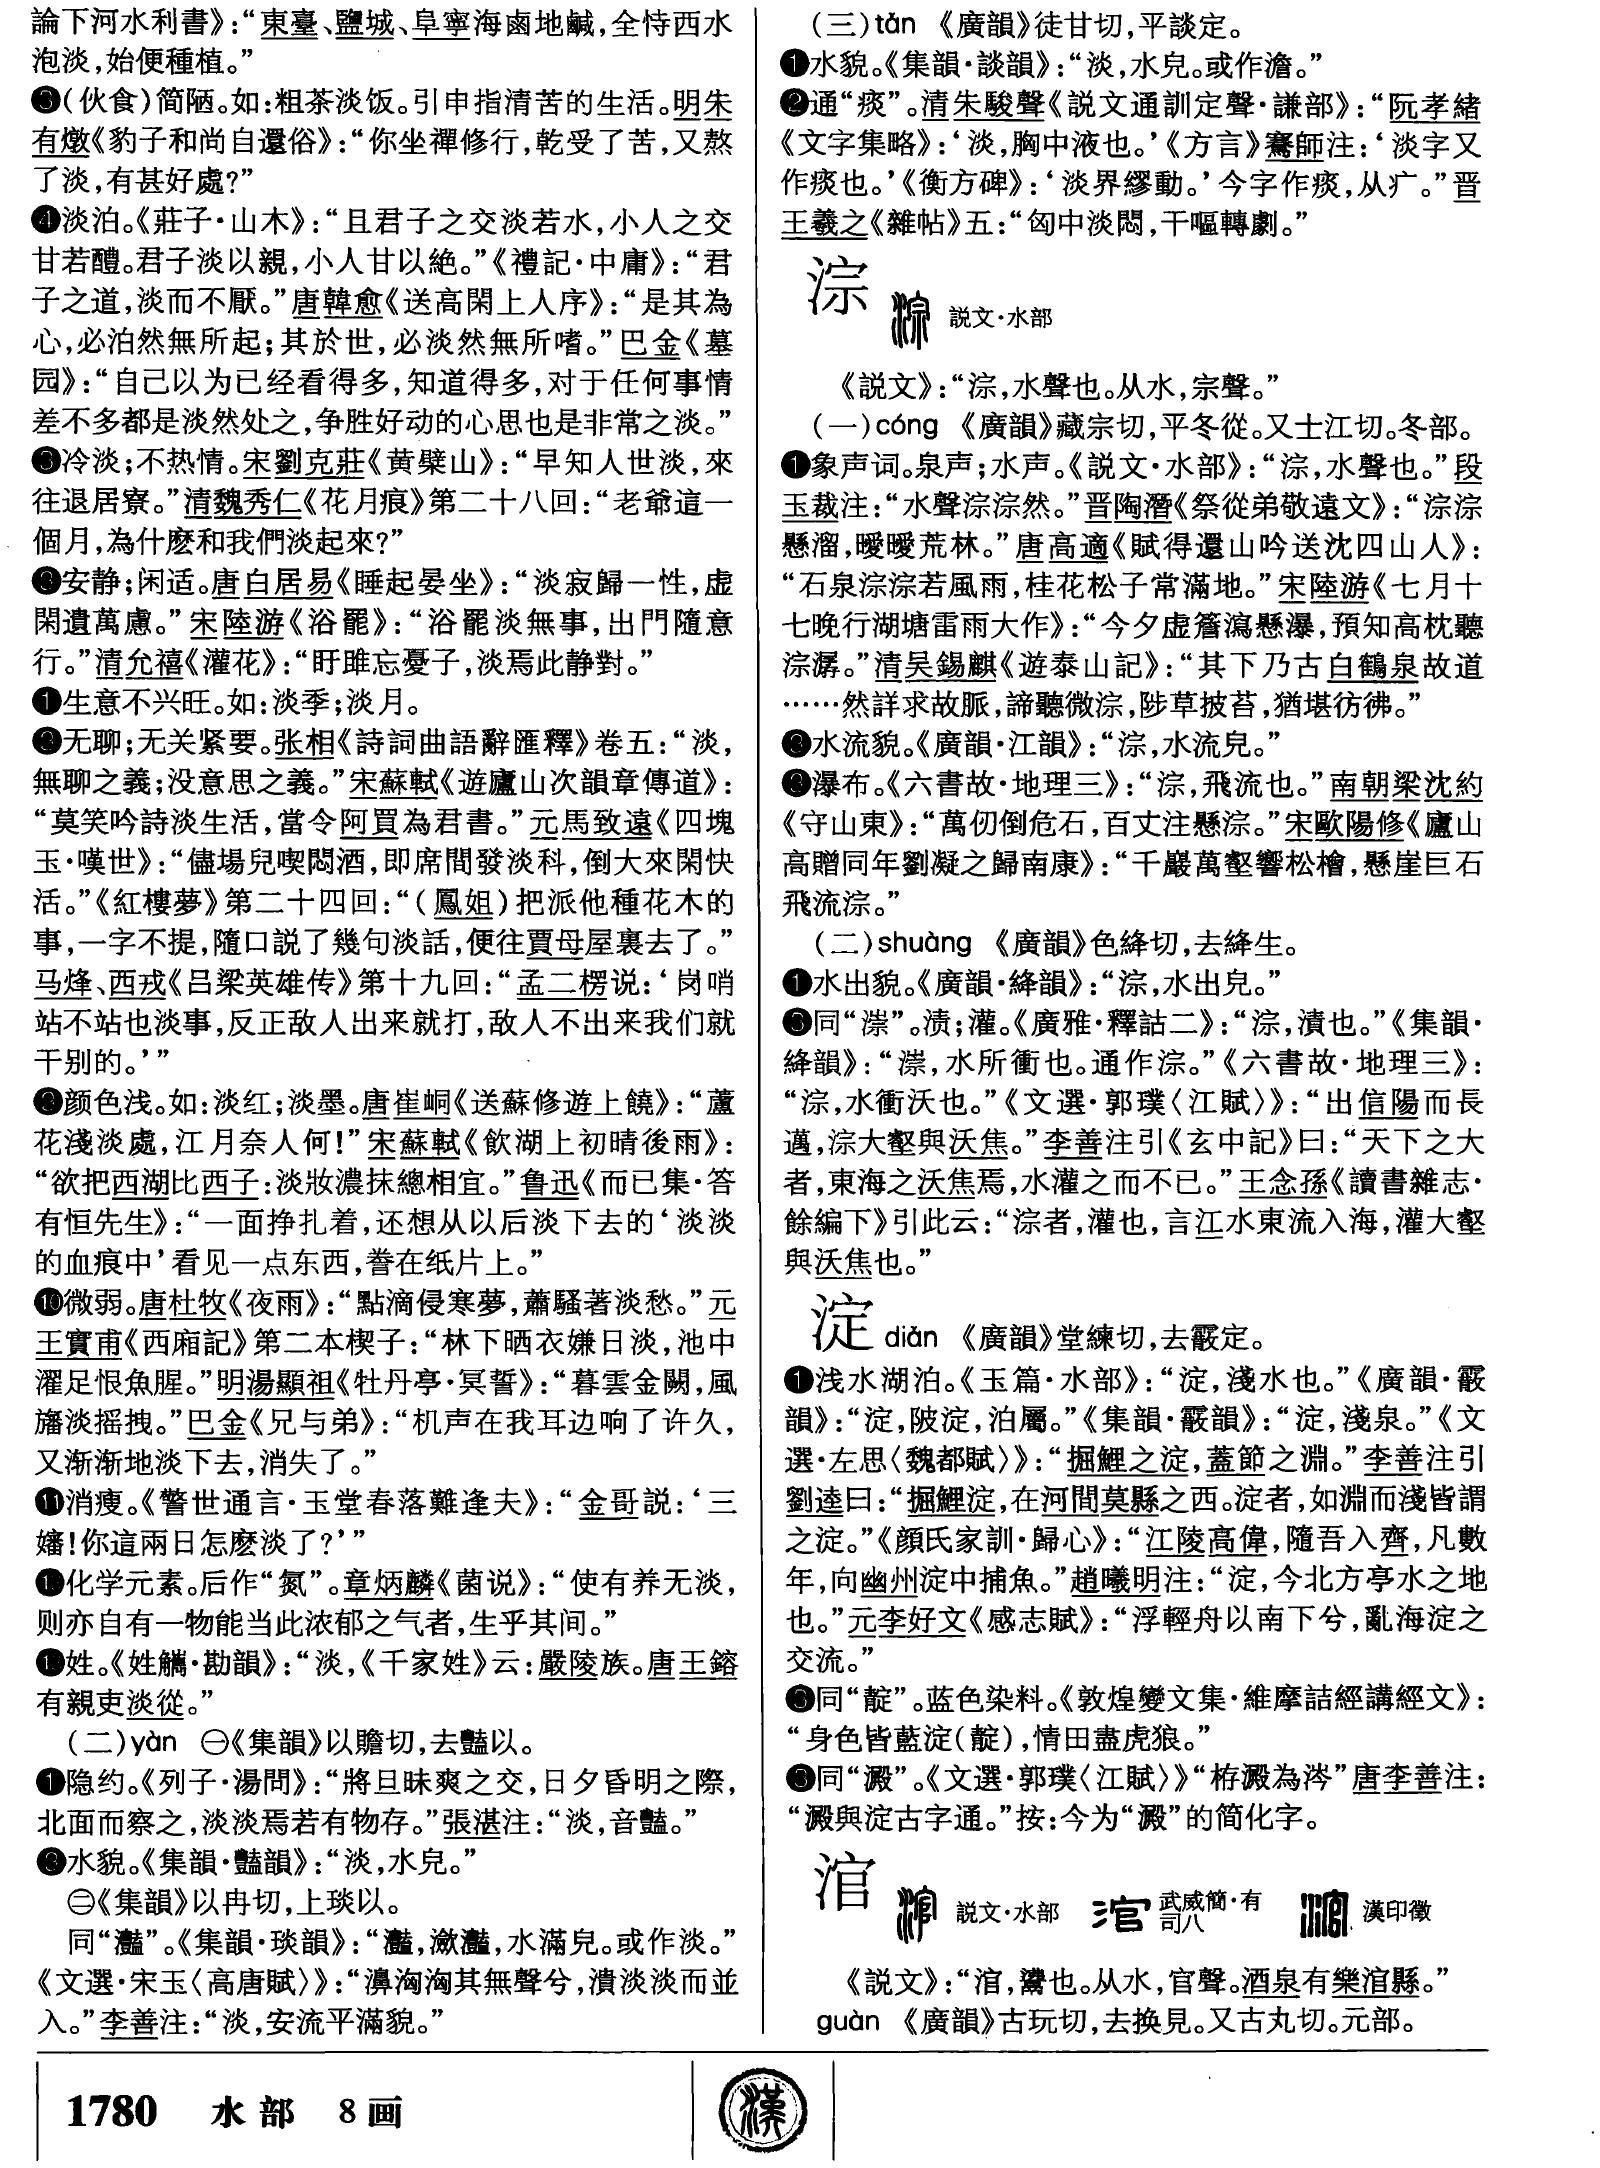 論下河水利書》：“東臺、鹽城、阜寧海鹵地鹹，全恃西水
泡淡，始便種植。”
❸（伙食）简陋。如：粗茶淡饭。引申指清苦的生活。明朱
有燉《豹子和尚自還俗》：“你坐禪修行，乾受了苦，又熬
了淡，有甚好處？”
❹淡泊。《莊子·山木》：“且君子之交淡若水，小人之交
甘若醴。君子淡以親，小人甘以絶。”《禮記·中庸》：“君
子之道，淡而不厭。”唐韓愈《送高閑上人序》：“是其為
心，必泊然無所起；其於世，必淡然無所嗜。”巴金《墓
园》：“自己以为已经看得多，知道得多，对于任何事情
差不多都是淡然处之，争胜好动的心思也是非常之淡。”
冷淡；不热情。宋劉克莊《黄檗山》：“早知人世淡，來
往退居寮。”清魏秀仁《花月痕》第二十八回：“老爺這一
個月，為什麽和我們淡起來？”
安静；闲适。唐白居易《睡起晏坐》：“淡寂歸一性，虚
閑遺萬慮。”宋陸游《浴罷》：“浴罷淡無事，出門隨意
行。”清允禧《灌花》：“盱睢忘憂子，淡焉此静對。”
生意不兴旺。如：淡季；淡月。
无聊；无关紧要。张相《詩詞曲語辭匯釋》卷五：“淡，
無聊之義；没意思之義。”宋蘇軾《遊廬山次韻章傳道》：
“莫笑吟詩淡生活，當令阿買為君書。”元馬致遠《四塊
玉·嘆世》：“儘場兒喫悶酒，即席間發淡科，倒大來閑快
活。”《紅樓夢》第二十四回：“（鳳姐）把派他種花木的
事，一字不提，隨口説了幾句淡話，便往賈母屋裏去了。”
马烽、西戎《吕梁英雄传》第十九回：“孟二楞说：‘岗哨
站不站也淡事，反正敌人出来就打，敌人不出来我们就
干别的。’”
颜色浅。如：淡红；淡墨。唐崔峒《送蘇修遊上饒》：“蘆
花淺淡處，江月奈人何！”宋蘇軾《飲湖上初晴後雨》：
“欲把西湖比西子：淡妝濃抹總相宜。”鲁迅《而已集·答
有恒先生》：“一面挣扎着，还想从以后淡下去的‘淡淡
的血痕中’看见一点东西，誊在纸片上。”
❿微弱。唐杜牧《夜雨》：“點滴侵寒夢，蕭騷著淡愁。”元
王實甫《西廂記》第二本楔子：“林下晒衣嫌日淡，池中
濯足恨魚腥。”明湯顯祖《牡丹亭·冥誓》：“暮雲金闕，風
旛淡摇拽。”巴金《兄与弟》：“机声在我耳边响了许久，
又渐渐地淡下去，消失了。”
⓫消瘦。《警世通言·玉堂春落難逢夫》：“金哥説：‘三
嬸！你這兩日怎麽淡了？’”
化学元素。后作“氮”。章炳麟《菌说》：“使有养无淡，
则亦自有一物能当此浓郁之气者，生乎其间。”
姓。《姓觿·勘韻》：“淡，《千家姓》云：嚴陵族。唐王鎔
有親吏淡從。”
（二）yàn ㊀《集韻》以贍切，去豔以。
❶隐约。《列子·湯問》：“將旦昧爽之交，日夕昏明之際，
北面而察之，淡淡焉若有物存。”張湛注：“淡，音豔。”
❷水貌。《集韻·豔韻》：“淡，水皃。”
㊁《集韻》以冉切，上琰以。
同“灩”。《集韻·琰韻》：“灩，瀲灩，水滿皃。或作淡。”
《文選·宋玉〈高唐賦〉》：“濞洶洶其無聲兮，潰淡淡而並
入。”李善注：“淡，安流平滿貌。”
（三）tán 《廣韻》徒甘切，平談定。
❶水貌。《集韻·談韻》：“淡，水皃。或作澹。”
❷通“痰”。清朱駿聲《説文通訓定聲·謙部》：“阮孝緒
《文字集略》：‘淡，胸中液也。’《方言》騫師注：‘淡字又
作痰也。’《衡方碑》：‘淡界繆動。’今字作痰，从疒。”晋
王羲之《雜帖》五：“匈中淡悶，干嘔轉劇。”
淙 説文·水部
《説文》：“淙，水聲也。从水，宗聲。”
（一）cóng 《廣韻》藏宗切，平冬從。又士江切。冬部。
❶象声词。泉声；水声。《説文·水部》：“淙，水聲也。”段
玉裁注：“水聲淙淙然。”晋陶潛《祭從弟敬遠文》：“淙淙
懸溜，曖曖荒林。”唐高適《賦得還山吟送沈四山人》：
“石泉淙淙若風雨，桂花松子常滿地。”宋陸游《七月十
七晚行湖塘雷雨大作》：“今夕虚簷瀉懸瀑，預知高枕聽
淙潺。”清吴錫麒《遊泰山記》：“其下乃古白鶴泉故道
……然詳求故脈，諦聽微淙，陟草披苔，猶堪彷彿。”
水流貌。《廣韻·江韻》：“淙，水流皃。”
瀑布。《六書故·地理三》：“淙，飛流也。”南朝梁沈約
《守山東》：“萬仞倒危石，百丈注懸淙。”宋歐陽修《廬山
高贈同年劉凝之歸南康》：“千巖萬壑響松檜，懸崖巨石
飛流淙。”
（二）shuàng 《廣韻》色絳切，去絳生。
❶水出貌。《廣韻·絳韻》：“淙，水出皃。”
同“漴”。渍；灌。《廣雅·釋詁二》：“淙，漬也。”《集韻·
絳韻》：“漴，水所衝也。通作淙。”《六書故·地理三》：
“淙，水衝沃也。”《文選·郭璞〈江賦〉》：“出信陽而長
邁，淙大壑與沃焦。”李善注引《玄中記》曰：“天下之大
者，東海之沃焦焉，水灌之而不已。”王念孫《讀書雜志·
餘編下》引此云：“淙者，灌也，言江水東流入海，灌大壑
與沃焦也。”
淀 diàn 《廣韻》堂練切，去霰定。
❶浅水湖泊。《玉篇·水部》：“淀，淺水也。”《廣韻·霰
韻》：“淀，陂淀，泊屬。”《集韻·霰韻》：“淀，淺泉。”《文
選·左思〈魏都賦〉》：“掘鯉之淀，蓋節之淵。”李善注引
劉逵曰：“掘鯉淀，在河間莫縣之西。淀者，如淵而淺皆謂
之淀。”《顔氏家訓·歸心》：“江陵高偉，隨吾入齊，凡數
年，向幽州淀中捕魚。”趙曦明注：“淀，今北方亭水之地
也。”元李好文《感志賦》：“浮輕舟以南下兮，亂海淀之
交流。”
同“靛”。蓝色染料。《敦煌變文集·維摩詰經講經文》：
“身色皆藍淀（靛），情田盡虎狼。”
❸同“澱”。《文選·郭璞〈江賦〉》“栫澱為涔”唐李善注：
“澱與淀古字通。”按：今为“澱”的简化字。
涫 説文·水部 武威簡·有司八 漢印徵
《説文》：“涫，灊也。从水，官聲。酒泉有樂涫縣。”
guàn 《廣韻》古玩切，去换見。又古丸切。元部。
1780 水部 8画
漢